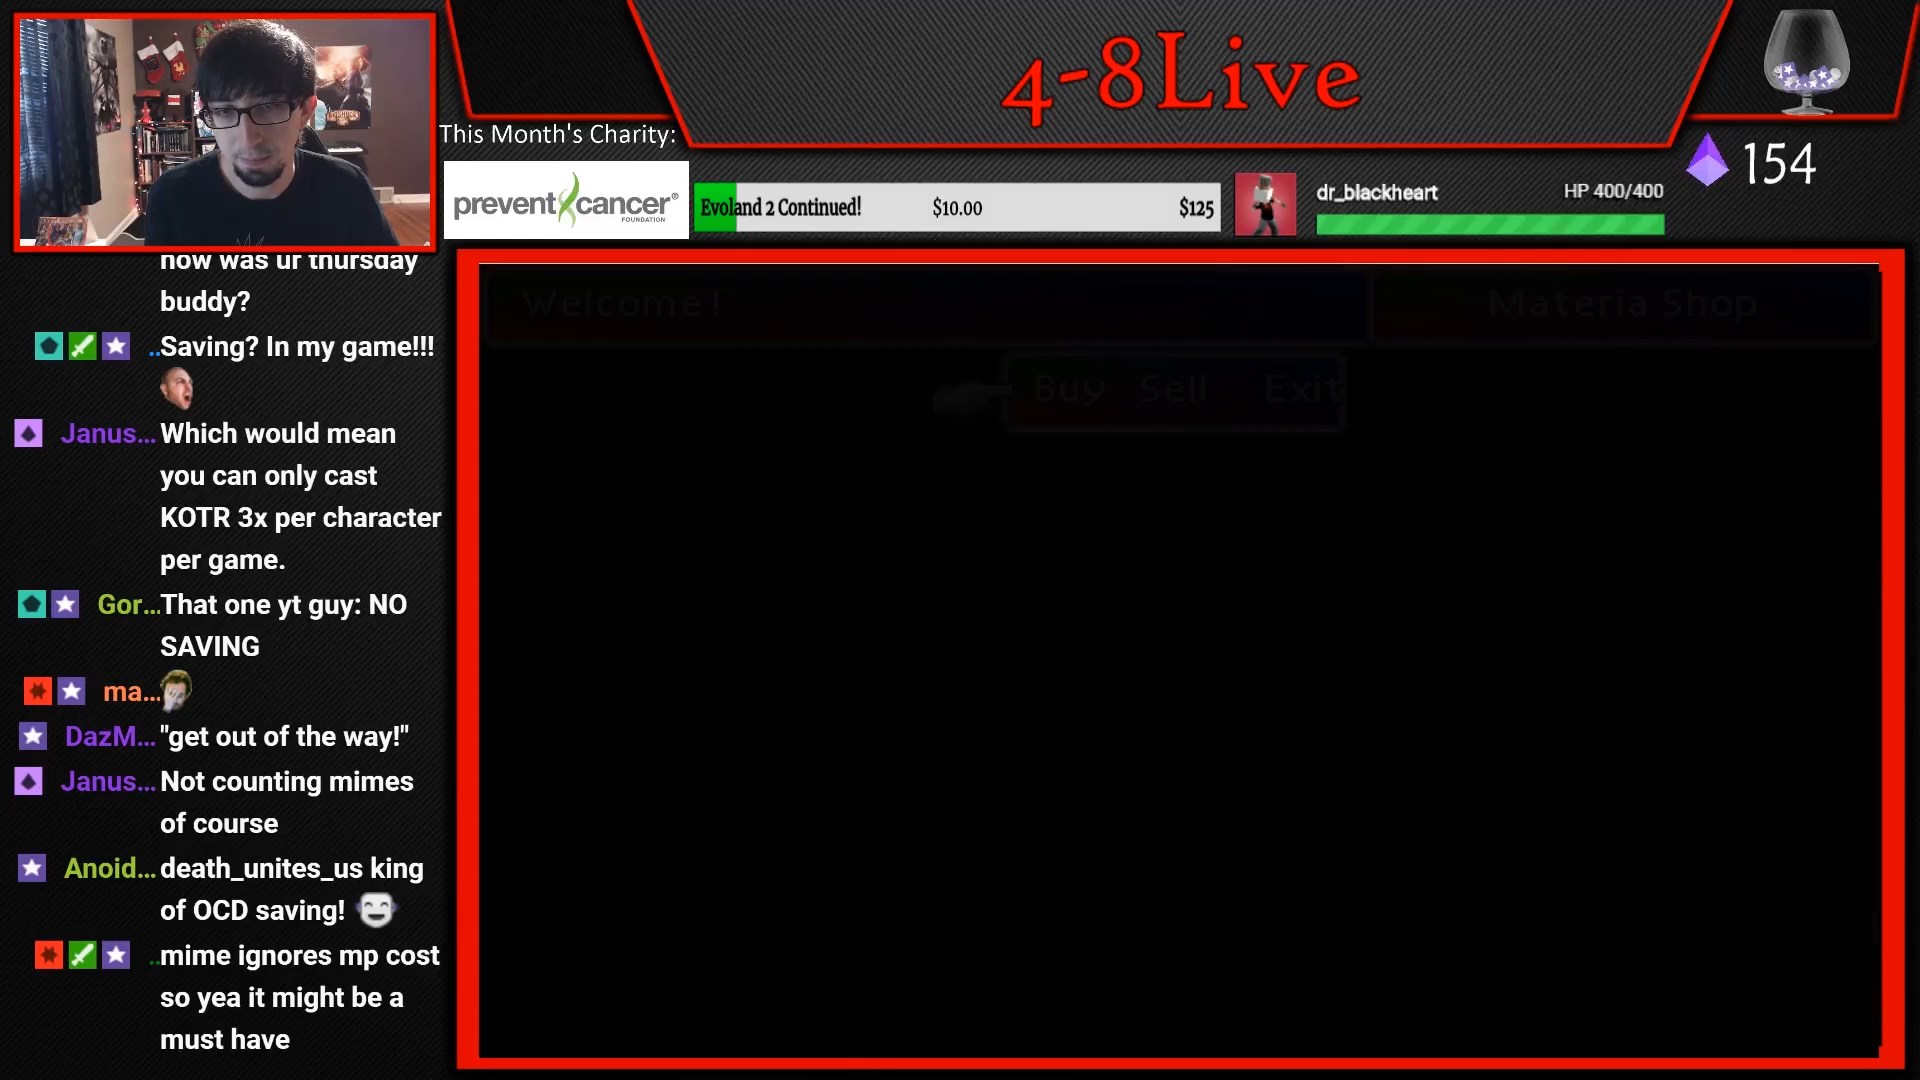 4-8Live
This Month's Charity:
prevent cancer®
FOUNDATION
Evoland 2 Continued! $10.00 $125
dr_blackheart HP 400/400
154
how was ur thursday
buddy?
..Saving? In my game!!!
Janus...Which would mean
you can only cast
KOTR 3x per character
per game.
Gor...That one yt guy: NO
SAVING
ma...
DazM..."get out of the way!"
Janus...Not counting mimes
of course
Anoid...death_unites_us king
of OCD saving!
..mime ignores mp cost
so yea it might be a
must have
Welcome! Materia Shop
Buy Sell Exit